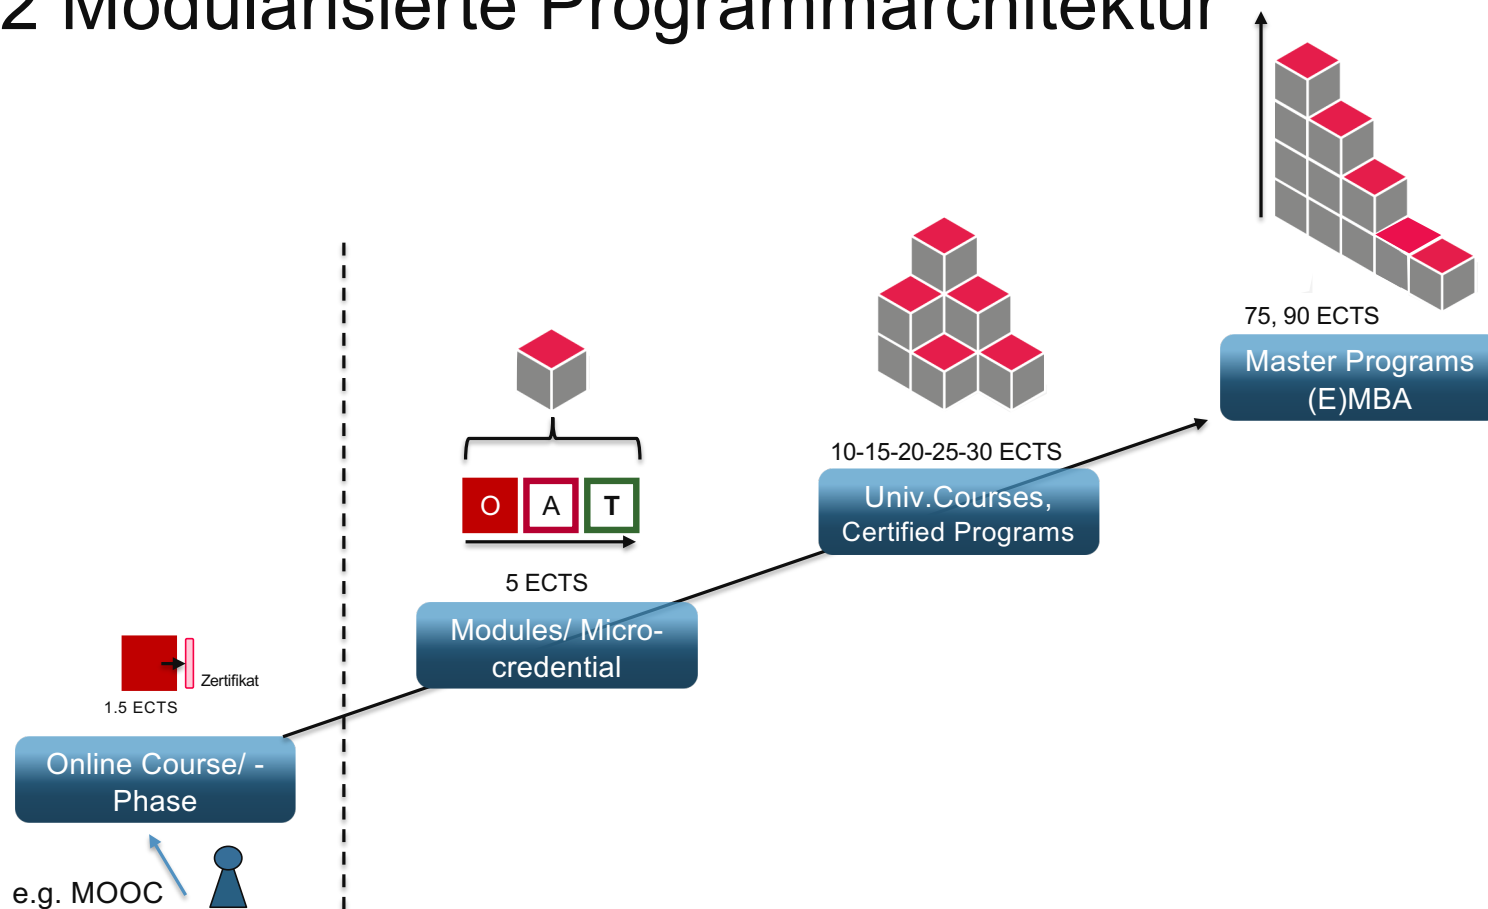 2 Modularisierte Programmarchitektur
75, 90 ECTS
Master Programs
(E)MBA
10-15-20-25-30 ECTS
Univ.Courses,
Certified Programs
O A T
5 ECTS
Modules/ Micro-
credential
Zertifikat
1.5 ECTS
Online Course/ -
Phase
e.g. MOOC